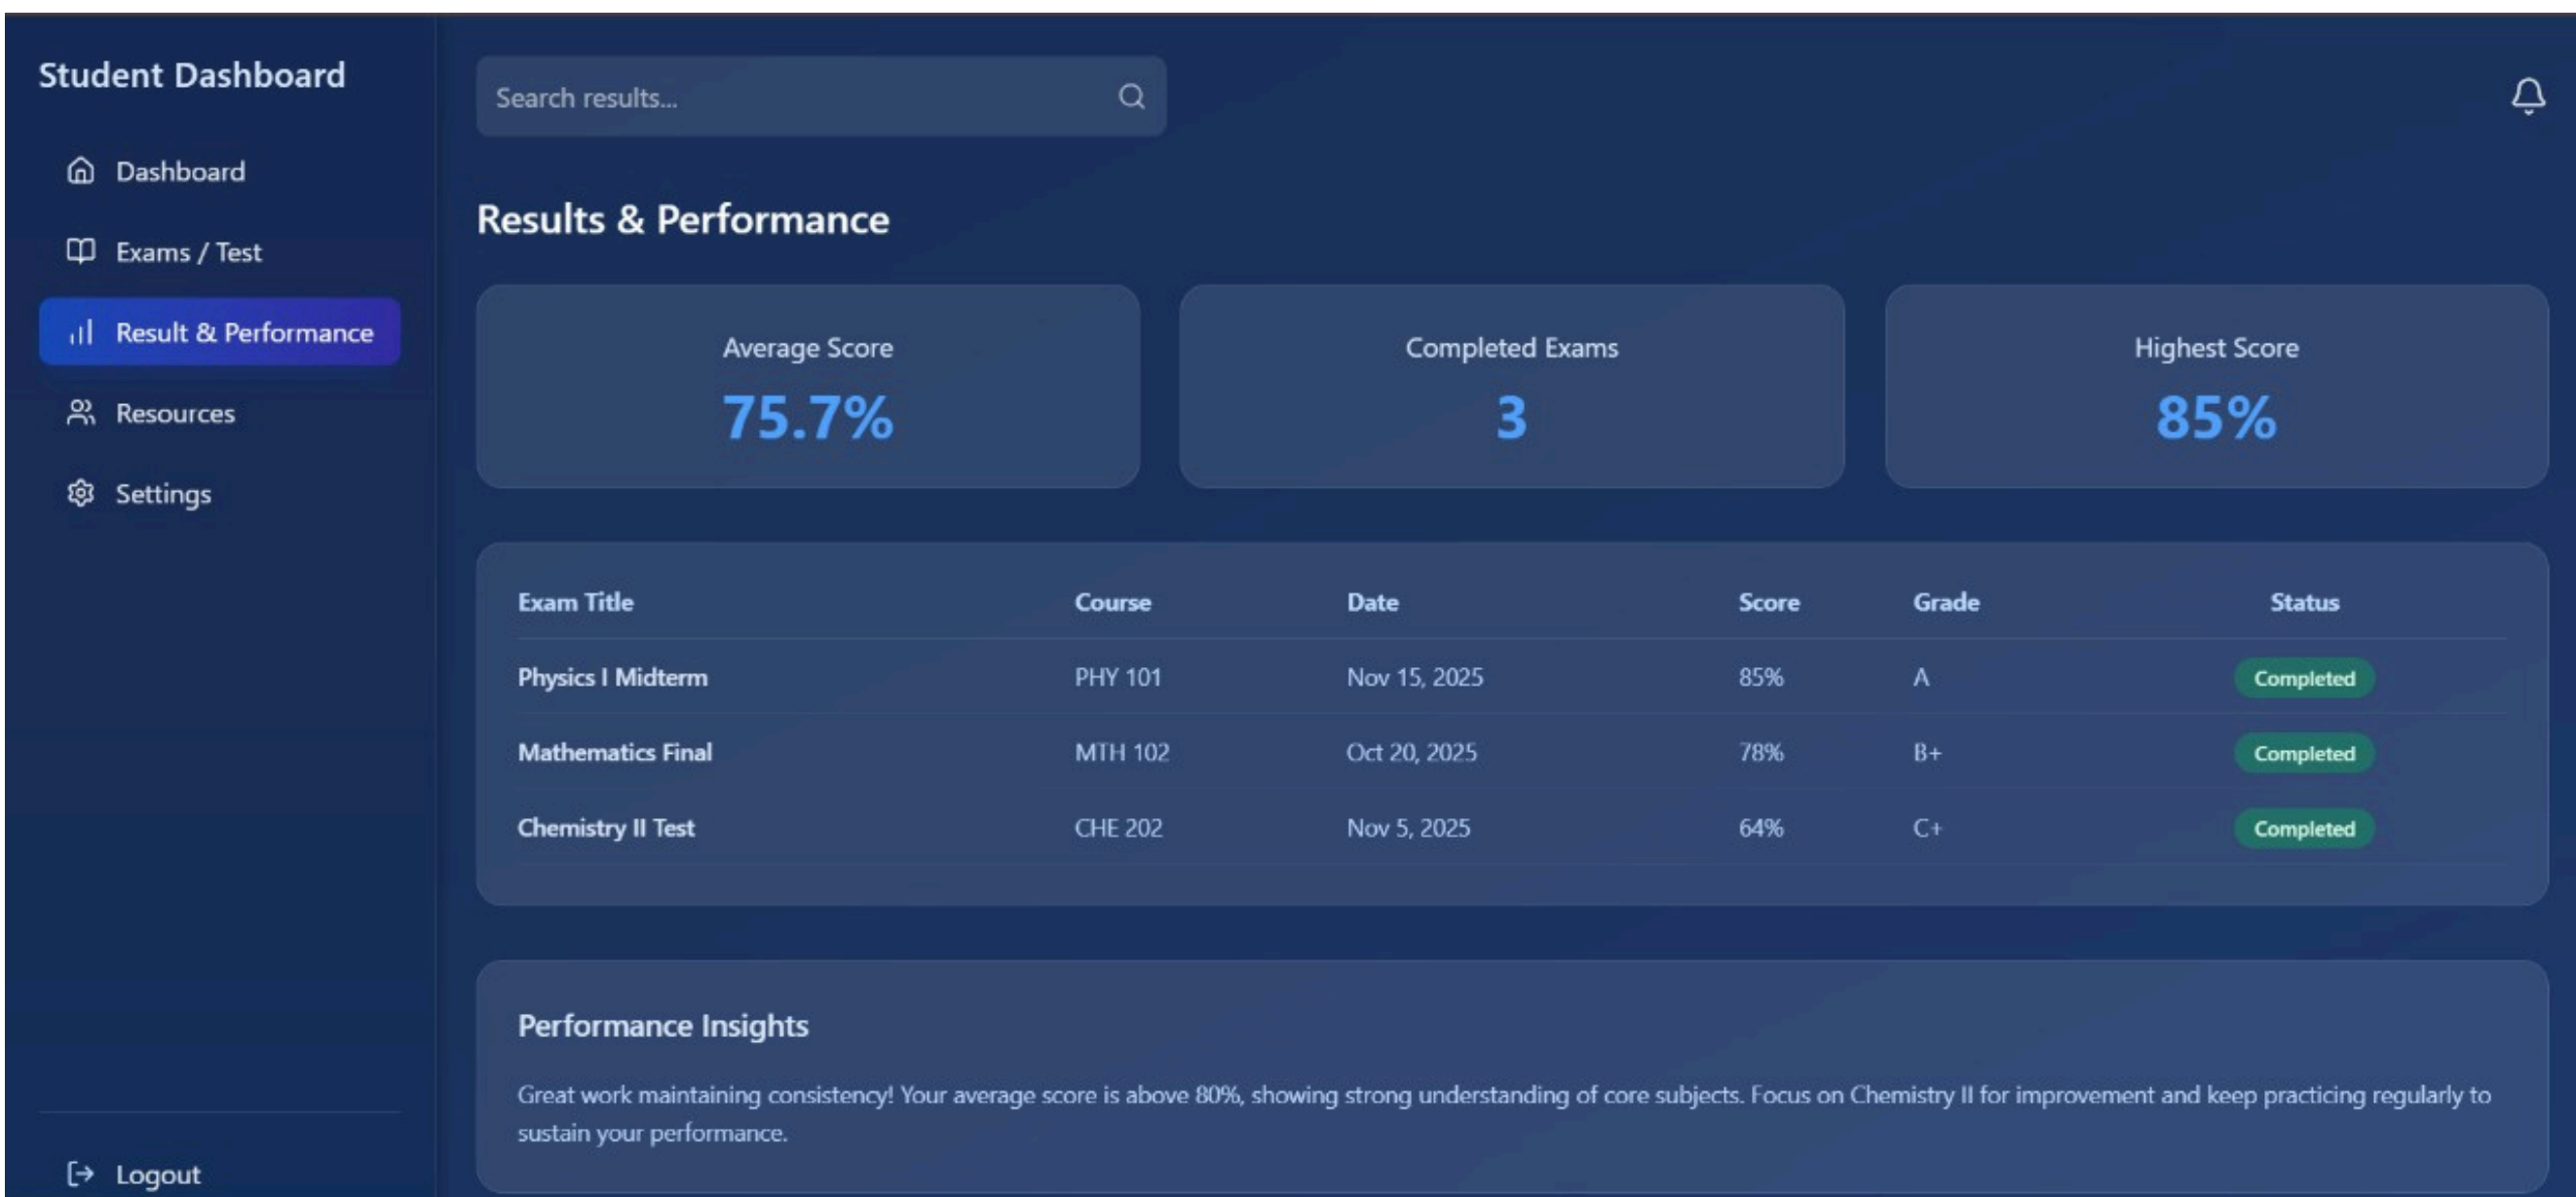 Student Dashboard
Dashboard
Exams / Test
Result & Performance
Resources
Settings
Logout
Search results...
Results & Performance
Average Score
75.7%
Completed Exams
3
Highest Score
85%
Exam Title Course Date Score Grade Status
Physics I Midterm PHY 101 Nov 15, 2025 85% A Completed
Mathematics Final MTH 102 Oct 20, 2025 78% B+ Completed
Chemistry II Test CHE 202 Nov 5, 2025 64% C+ Completed
Performance Insights
Great work maintaining consistency! Your average score is above 80%, showing strong understanding of core subjects. Focus on Chemistry II for improvement and keep practicing regularly to
sustain your performance.